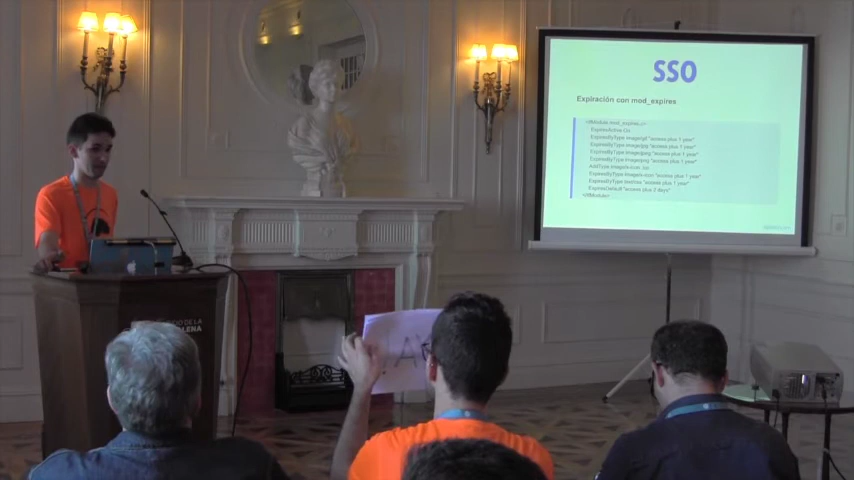 SSO
Expiración con mod_expires
<IfModule mod_expires.c>
ExpiresActive On
ExpiresByType image/gif "access plus 1 year"
ExpiresByType image/jpg "access plus 1 year"
ExpiresByType image/jpeg "access plus 1 year"
ExpiresByType image/png "access plus 1 year"
AddType image/x-icon .ico
ExpiresByType image/x-icon "access plus 1 year"
ExpiresByType text/css "access plus 1 year"
ExpiresDefault "access plus 2 days"
</IfModule>
DE LA